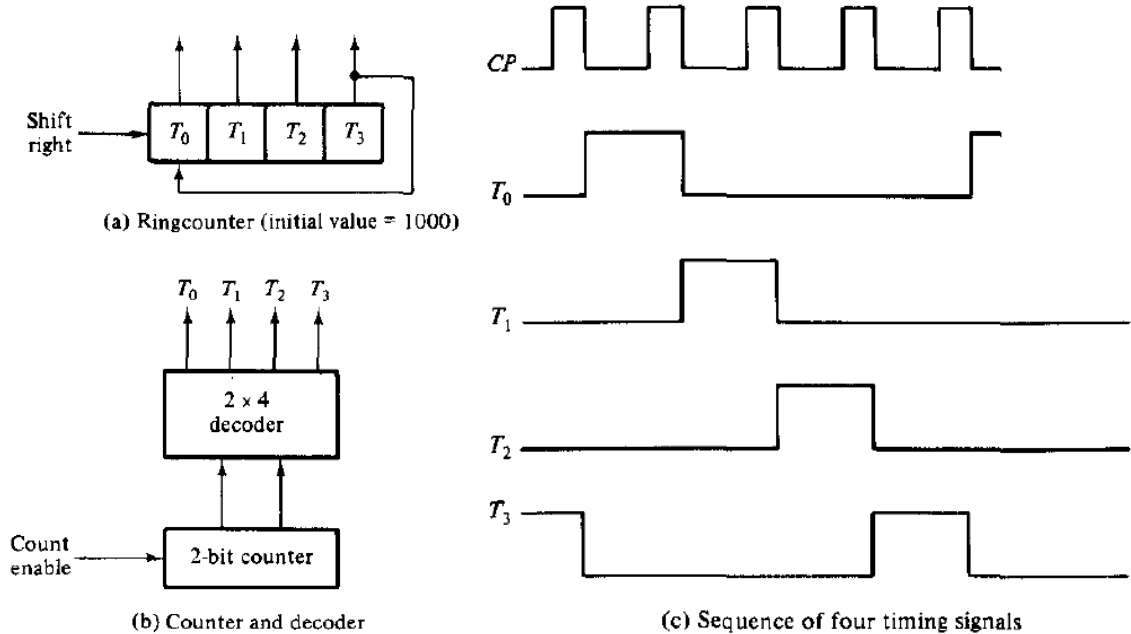 Shift
right
T₀ T₁ T₂ T₃
(a) Ringcounter (initial value = 1000)
T₀ T₁ T₂ T₃
2 × 4
decoder
Count
enable
2-bit counter
(b) Counter and decoder
CP
T₀
T₁
T₂
T₃
(c) Sequence of four timing signals